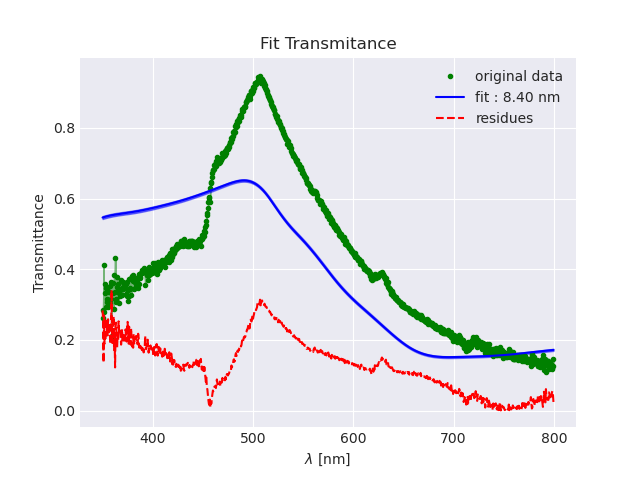 Fit Transmitance
original data
fit : 8.40 nm
residues
Transmittance
0.8
0.6
0.4
0.2
0.0
400 500 600 700 800
λ [nm]